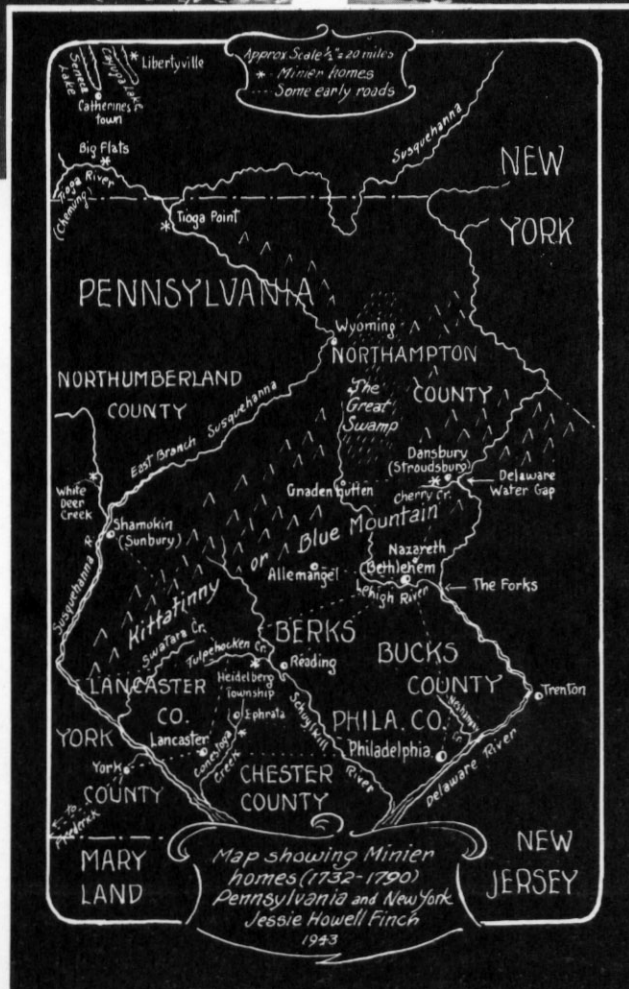 Approx Scale ½"=20 miles
* - Minier homes
---- Some early roads
Seneca Lake
Cayuga Lake
Libertyville
Catherines town
Big Flats
Tioga River
(Chemung)
Tioga Point
Susquehanna
NEW
YORK
PENNSYLVANIA
Wyoming
NORTHAMPTON
COUNTY
NORTHUMBERLAND
COUNTY
The
Great
Swamp
East Branch Susquehanna
Dansbury
(Stroudsburg)
Delaware
Water Gap
Cherry Cr.
Gnaden hutten
White
Deer
Creek
Shamokin
(Sunbury)
Susquehanna R.
Kittatinny or Blue Mountain
Nazareth
Allemangel
Bethlehem
Lehigh River
The Forks
BERKS
BUCKS
COUNTY
Swatara Cr.
Tulpehocken Cr.
Reading
Heidelberg
Township
LANCASTER
CO.
Ephrata
Schuylkill
River
Trenton
PHILA. CO.
Philadelphia
Delaware River
YORK
COUNTY
Lancaster
York
Conestoga
Creek
CHESTER
COUNTY
to
Frederick
MARY
LAND
NEW
JERSEY
Map showing Minier
homes (1732-1790)
Pennsylvania and New York
Jessie Howell Finch
1943